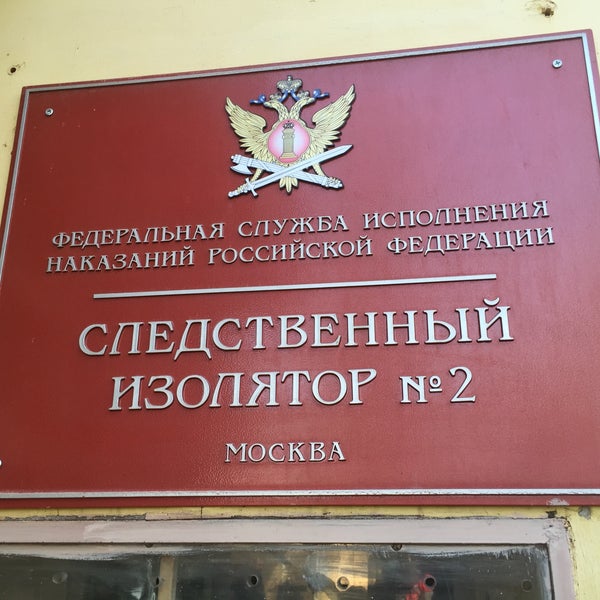 ФЕДЕРАЛЬНАЯ СЛУЖБА ИСПОЛНЕНИЯ
НАКАЗАНИЙ РОССИЙСКОЙ ФЕДЕРАЦИИ
СЛЕДСТВЕННЫЙ
ИЗОЛЯТОР №2
МОСКВА